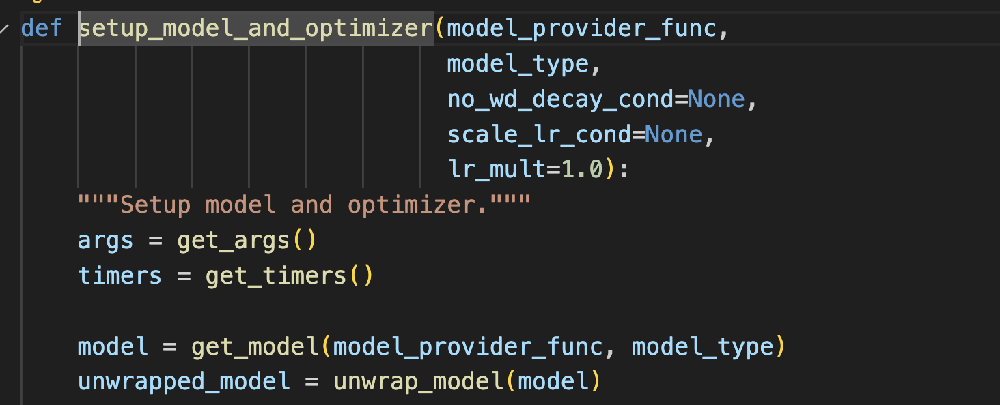 def setup_model_and_optimizer(model_provider_func,
                              model_type,
                              no_wd_decay_cond=None,
                              scale_lr_cond=None,
                              lr_mult=1.0):
    """Setup model and optimizer."""
    args = get_args()
    timers = get_timers()

    model = get_model(model_provider_func, model_type)
    unwrapped_model = unwrap_model(model)